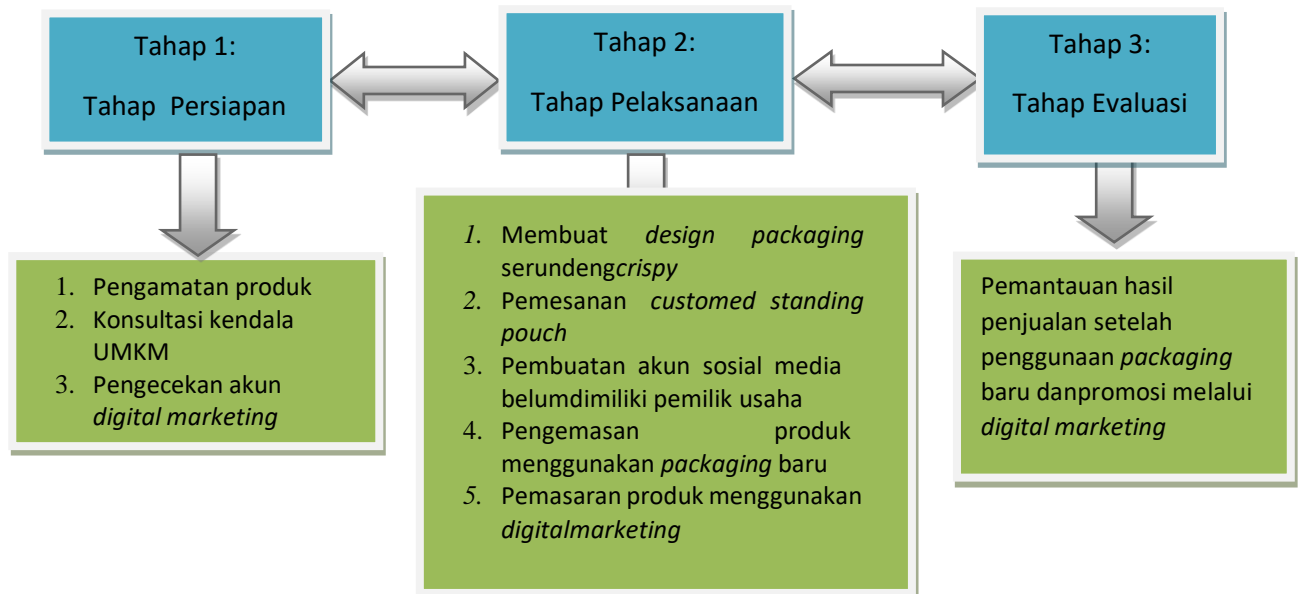 Tahap 1:
Tahap Persiapan
Tahap 2:
Tahap Pelaksanaan
Tahap 3:
Tahap Evaluasi
1. Pengamatan produk
2. Konsultasi kendala
UMKM
3. Pengecekan akun
digital marketing
1. Membuat design packaging
serundengcrispy
2. Pemesanan customed standing
pouch
3. Pembuatan akun sosial media
belumdimiliki pemilik usaha
4. Pengemasan produk
menggunakan packaging baru
5. Pemasaran produk menggunakan
digitalmarketing
Pemantauan hasil
penjualan setelah
penggunaan packaging
baru danpromosi melalui
digital marketing